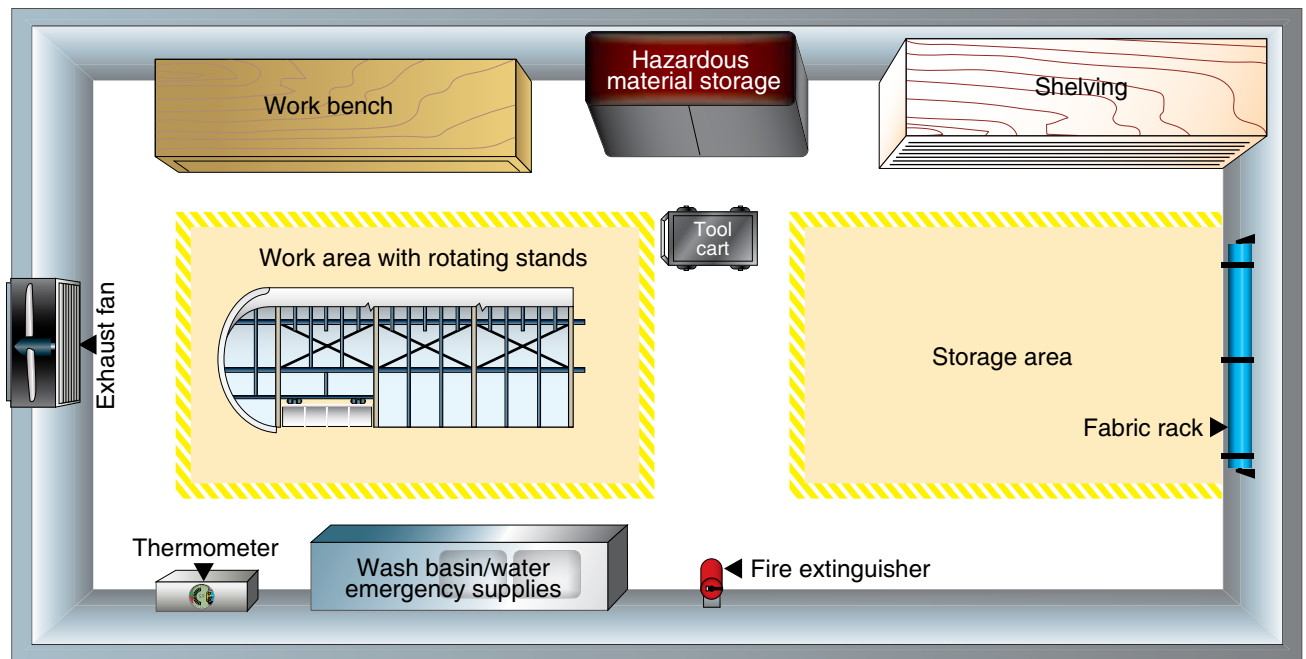 Work bench
Hazardous
material storage
Shelving
Tool
cart
Work area with rotating stands
Exhaust fan
Storage area
Fabric rack
Thermometer
Wash basin/water
emergency supplies
Fire extinguisher